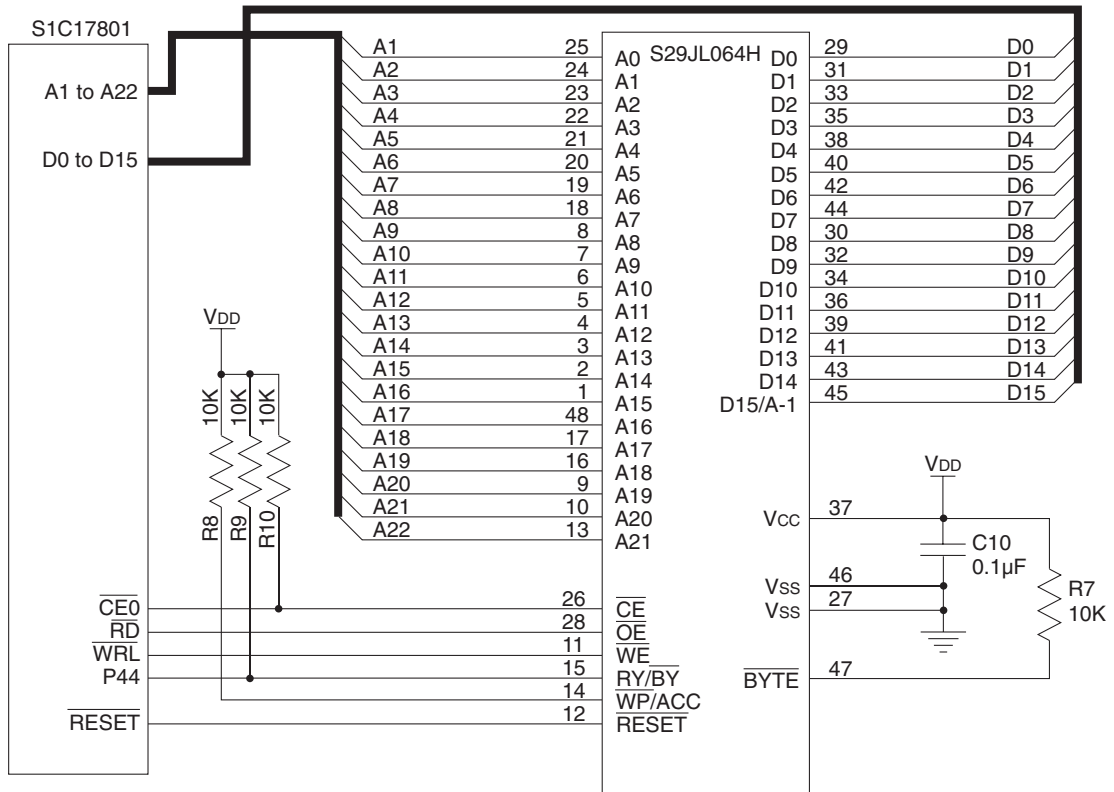 S1C17801
A1 to A22
D0 to D15
S29JL064H
A1 25 A0 D0 29 D0
A2 24 A1 D1 31 D1
A3 23 A2 D2 33 D2
A4 22 A3 D3 35 D3
A5 21 A4 D4 38 D4
A6 20 A5 D5 40 D5
A7 19 A6 D6 42 D6
A8 18 A7 D7 44 D7
A9 8 A8 D8 30 D8
A10 7 A9 D9 32 D9
A11 6 A10 D10 34 D10
A12 5 A11 D11 36 D11
A13 4 A12 D12 39 D12
A14 3 A13 D13 41 D13
A15 2 A14 D14 43 D14
A16 1 A15 D15/A-1 45 D15
A17 48 A16
A18 17 A17
A19 16 A18
A20 9 A19
A21 10 A20
A22 13 A21
VDD
10K 10K 10K
R8 R9 R10
VDD
VCC 37
C10
0.1µF
VSS 46
VSS 27
R7
10K
BYTE 47
CE0 26 CE
RD 28 OE
WRL 11 WE
P44 15 RY/BY
14 WP/ACC
RESET 12 RESET